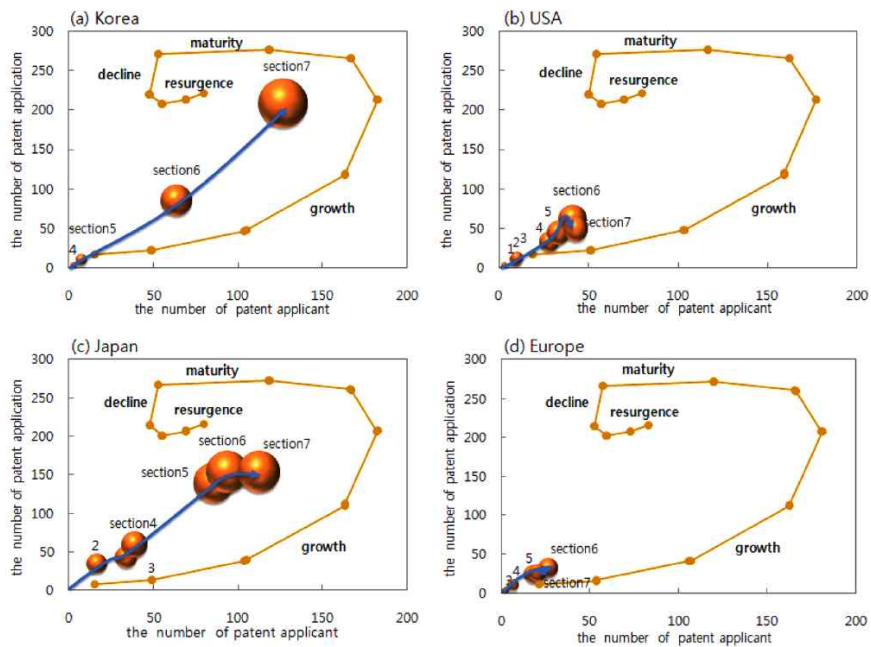 (a) Korea
300
250
200
150
100
50
0
0
50
100
150
200
the number of patent application
the number of patent applicant
maturity
decline
resurgence
growth
section7
section6
section5
4
(b) USA
300
250
200
150
100
50
0
0
50
100
150
200
the number of patent application
the number of patent applicant
maturity
decline
resurgence
growth
section6
5
section7
4
3
2
1
(c) Japan
300
250
200
150
100
50
0
0
50
100
150
200
the number of patent application
the number of patent applicant
maturity
decline
resurgence
growth
section6
section7
section5
section4
2
3
(d) Europe
300
250
200
150
100
50
0
0
50
100
150
200
the number of patent application
the number of patent applicant
maturity
decline
resurgence
growth
section6
5
4
3
section7